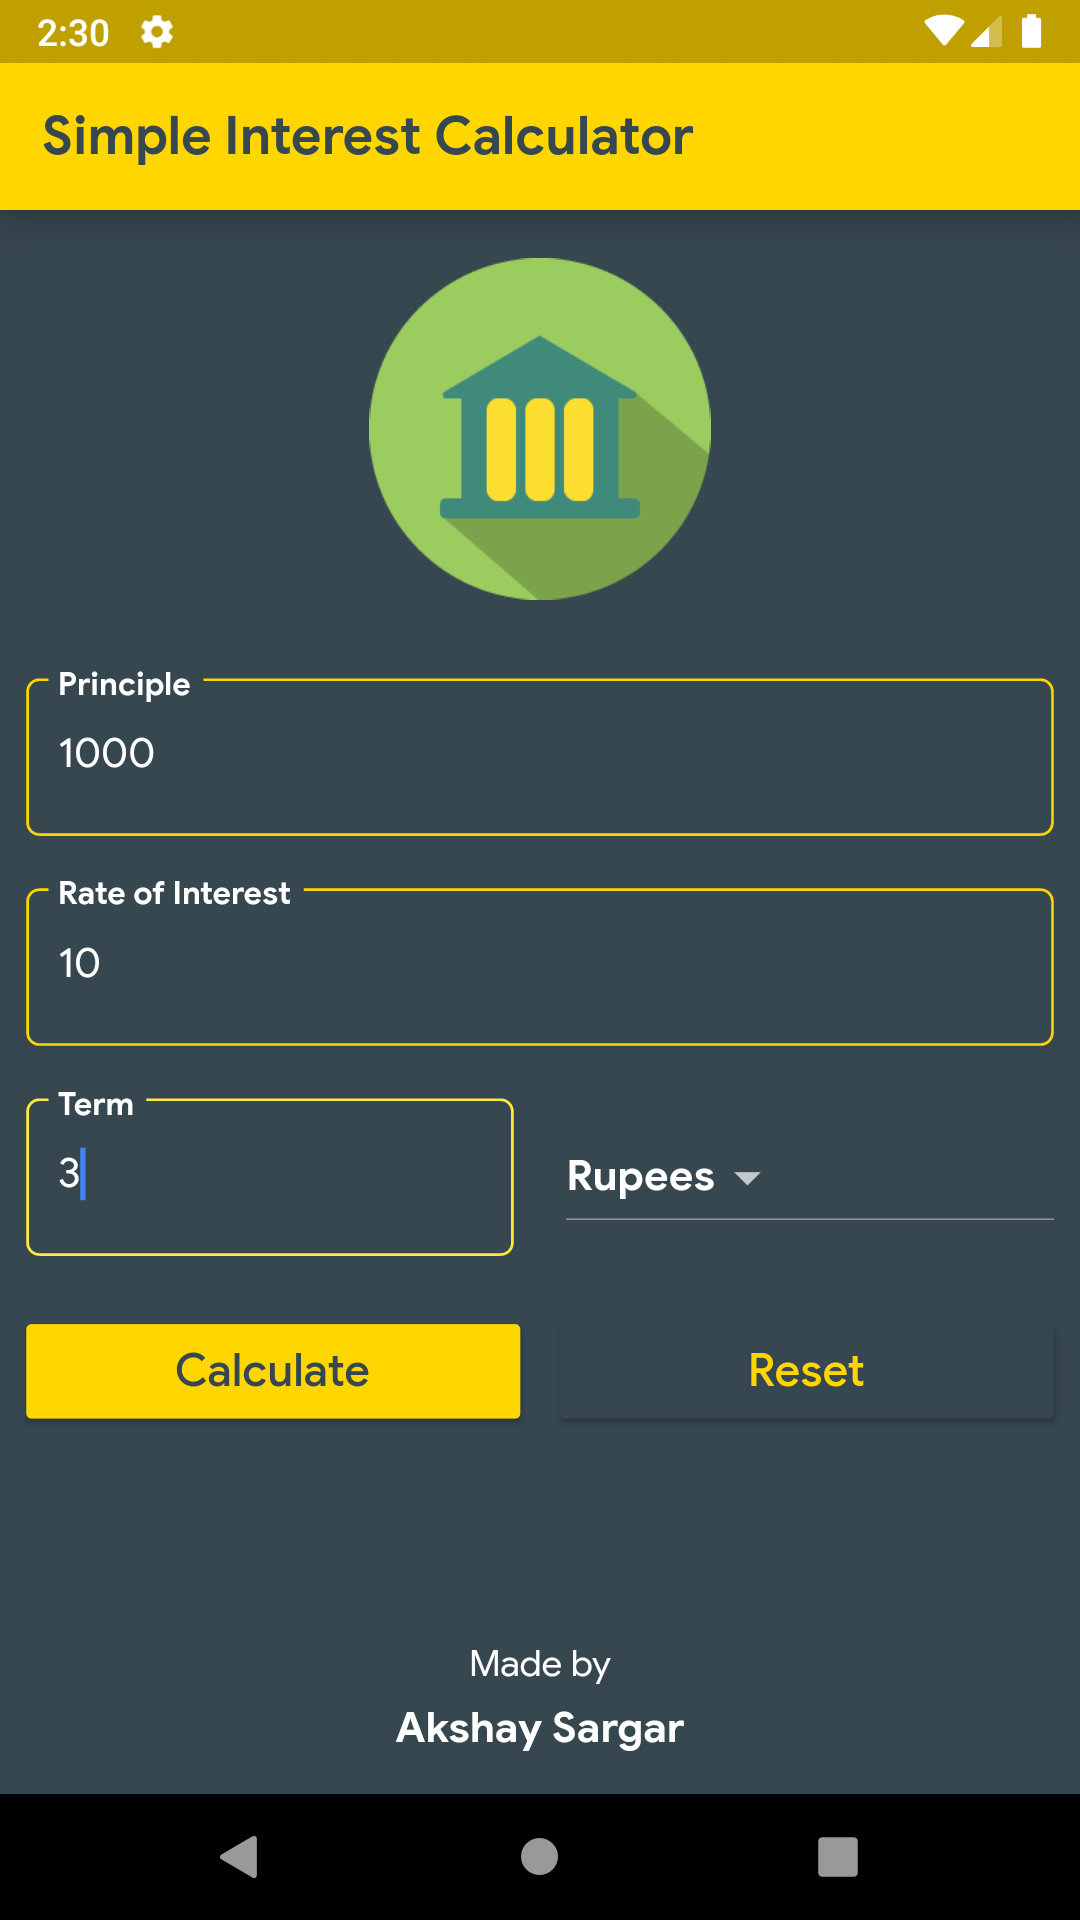 2:30
Simple Interest Calculator
Principle
1000
Rate of Interest
10
Term
3
Rupees
Calculate
Reset
Made by
Akshay Sargar